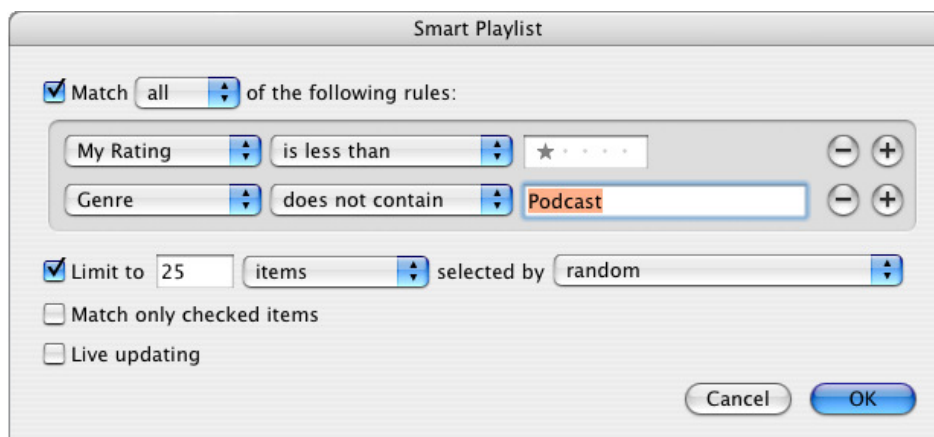 Smart Playlist
Match all of the following rules:
My Rating is less than
Genre does not contain Podcast
Limit to 25 items selected by random
Match only checked items
Live updating
Cancel OK